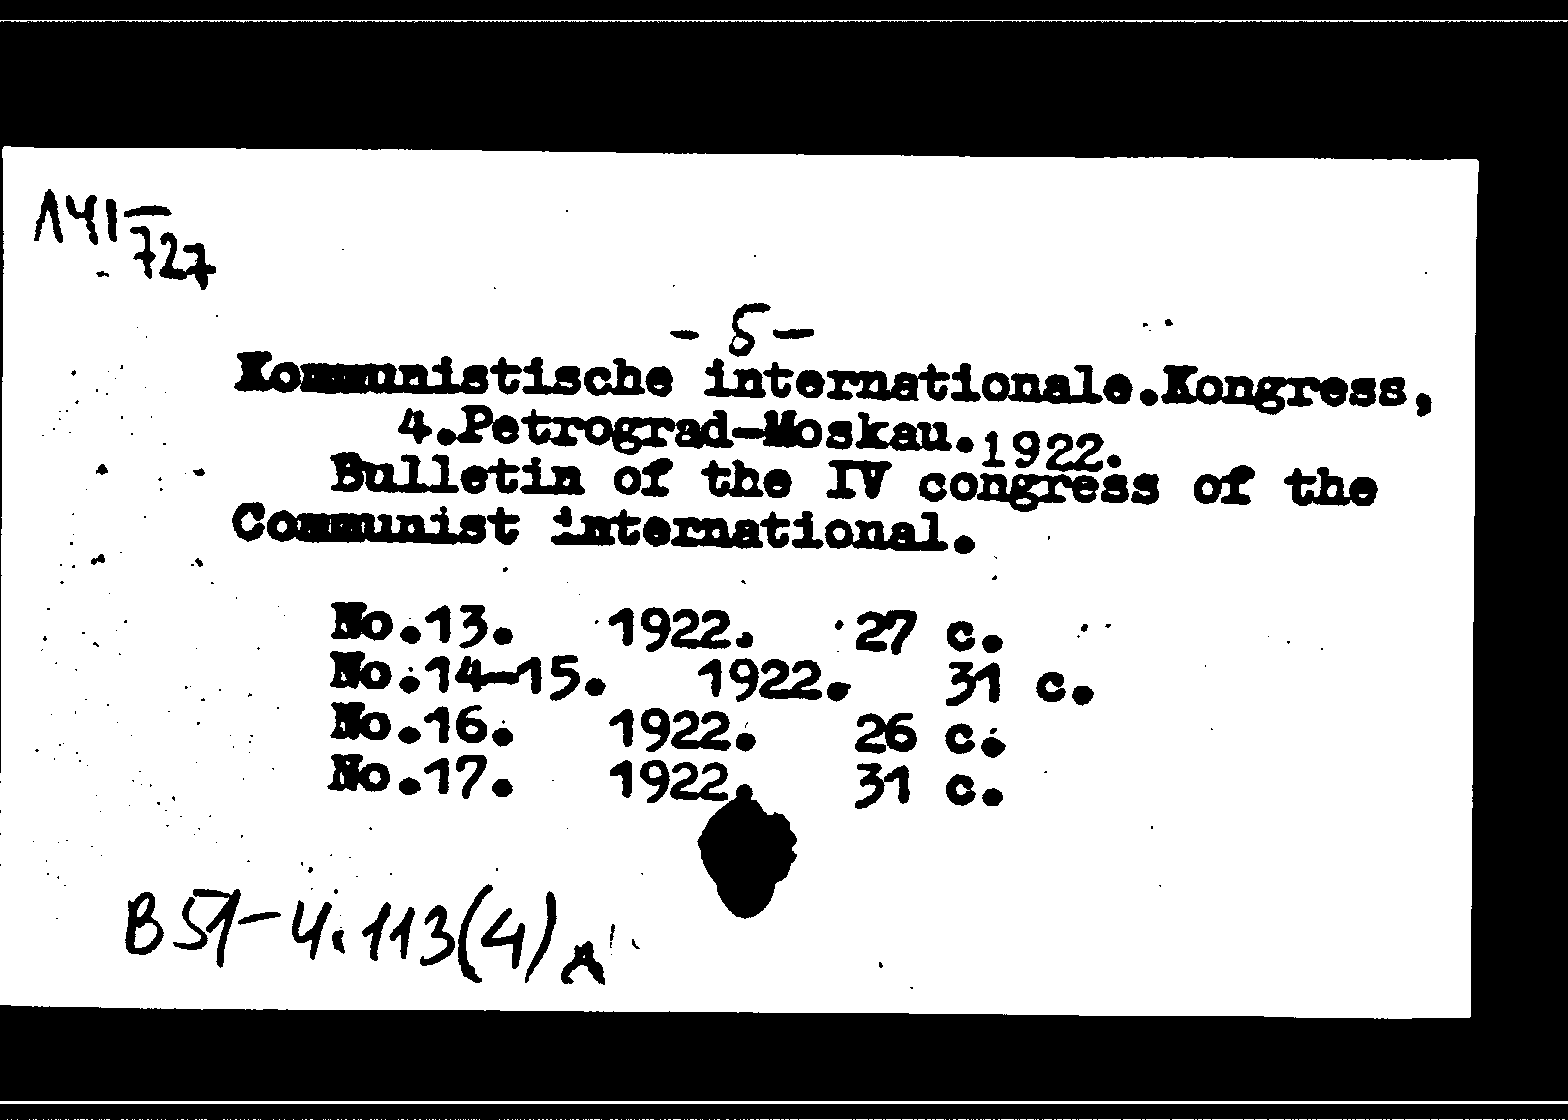 Л41-
727
-5-
Kommunistische internationale.Kongress,
4.Petrograd-Moskau.1922.
Bulletin of the IV congress of the
Communist international.
No.13. 1922. 27 c.
No.14-15. 1922. 31 c.
No.16. 1922. 26 c.
No.17. 1922. 31 c.
B51-4.113(4)